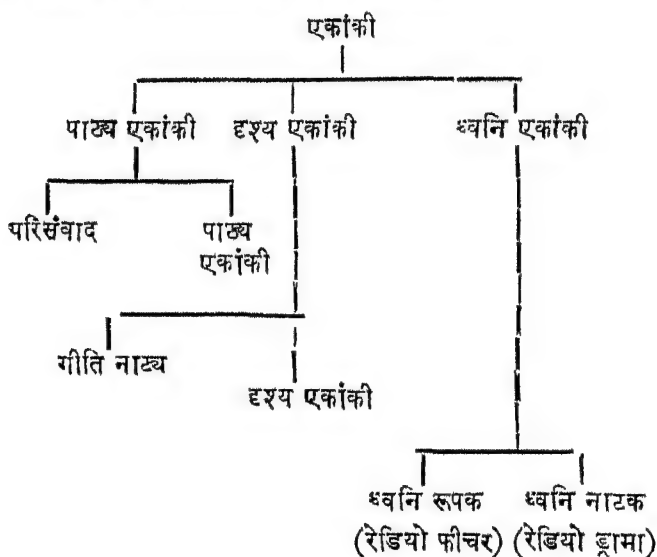 एकांकी
पाठ्य एकांकी दृश्य एकांकी ध्वनि एकांकी
परिसंवाद पाठ्य
एकांकी
गीति नाट्य
दृश्य एकांकी
ध्वनि रूपक ध्वनि नाटक
(रेडियो फीचर) (रेडियो ड्रामा)